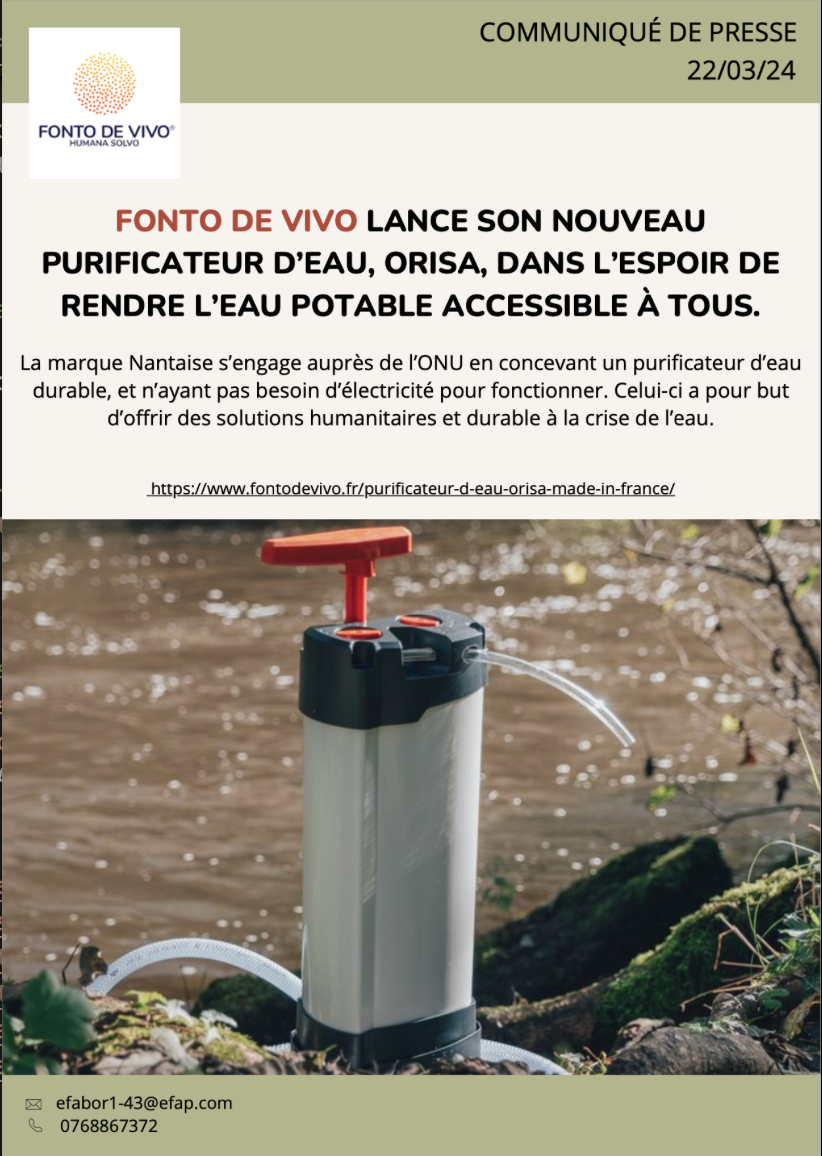 COMMUNIQUÉ DE PRESSE
22/03/24
FONTO DE VIVO®
HUMANA SOLVO
FONTO DE VIVO LANCE SON NOUVEAU
PURIFICATEUR D’EAU, ORISA, DANS L’ESPOIR DE
RENDRE L’EAU POTABLE ACCESSIBLE À TOUS.
La marque Nantaise s’engage auprès de l’ONU en concevant un purificateur d’eau
durable, et n’ayant pas besoin d’électricité pour fonctionner. Celui-ci a pour but
d’offrir des solutions humanitaires et durable à la crise de l’eau.
https://www.fontodevivo.fr/purificateur-d-eau-orisa-made-in-france/
efabor1-43@efap.com
0768867372